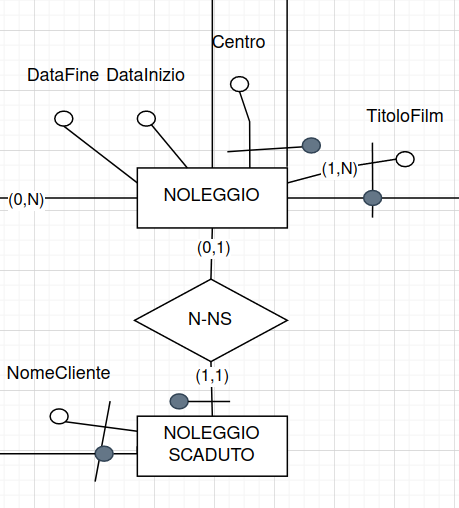 Centro
DataFine DataInizio
TitoloFilm
(1,N)
NOLEGGIO
(0,N)
(0,1)
N-NS
(1,1)
NomeCliente
NOLEGGIO
SCADUTO